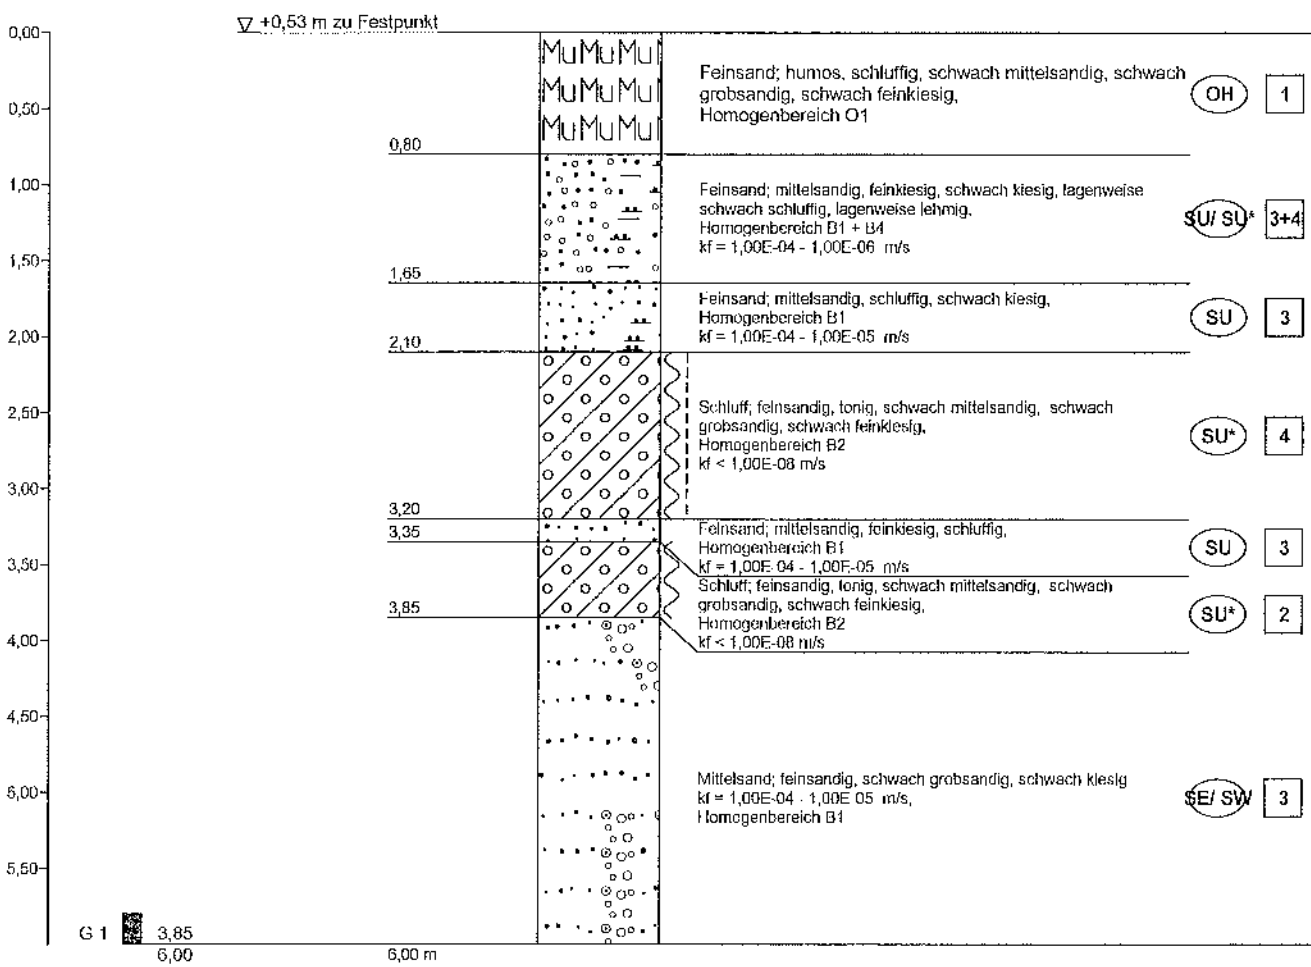 +0,53 m zu Festpunkt
0,00
MuMuMu
MuMuMu
MuMuMu
Feinsand; humos, schluffig, schwach mittelsandig, schwach
grobsandig, schwach feinkiesig,
Homogenbereich O1
OH
1
0,50
0,80
1,00
Feinsand; mittelsandig, feinkiesig, schwach kiesig, lagenweise
schwach schluffig, lagenweise lehmig,
Homogenbereich B1 + B4
kf = 1,00E-04 - 1,00E-06 m/s
SU/ SU*
3+4
1,50
1,65
Feinsand; mittelsandig, schluffig, schwach kiesig,
Homogenbereich B1
kf = 1,00E-04 - 1,00E-05 m/s
SU
3
2,00
2,10
Schluff; feinsandig, tonig, schwach mittelsandig, schwach
grobsandig, schwach feinkiesig,
Homogenbereich B2
kf < 1,00E-08 m/s
SU*
4
2,50
3,00
3,20
3,35
Feinsand; mittelsandig, feinkiesig, schluffig,
Homogenbereich B1
kf = 1,00E-04 - 1,00E-05 m/s
SU
3
3,50
Schluff; feinsandig, tonig, schwach mittelsandig, schwach
grobsandig, schwach feinkiesig,
Homogenbereich B2
kf < 1,00E-08 m/s
SU*
2
3,85
4,00
4,50
Mittelsand; feinsandig, schwach grobsandig, schwach kiesig
kf = 1,00E-04 - 1,00E 05 m/s,
Homogenbereich B1
SE/ SW
3
5,00
5,50
G 1
3,85
6,00
6,00 m